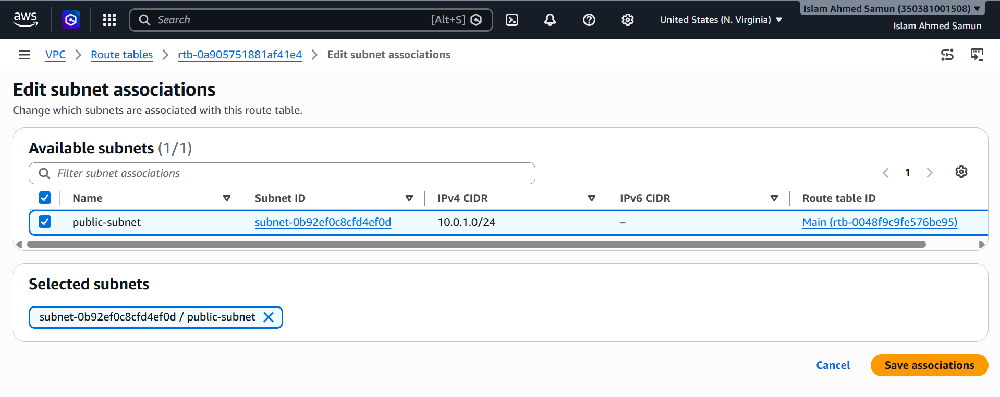 aws
Search [Alt+S]
United States (N. Virginia)
Islam Ahmed Samun (350381001508)
Islam Ahmed Samun
VPC
Route tables
rtb-0a905751881af41e4
Edit subnet associations
Edit subnet associations
Change which subnets are associated with this route table.
Available subnets (1/1)
Filter subnet associations
1
Name Subnet ID IPv4 CIDR IPv6 CIDR Route table ID
public-subnet subnet-0b92ef0c8cfd4ef0d 10.0.1.0/24 – Main (rtb-0048f9c9fe576be95)
Selected subnets
subnet-0b92ef0c8cfd4ef0d / public-subnet
Cancel Save associations